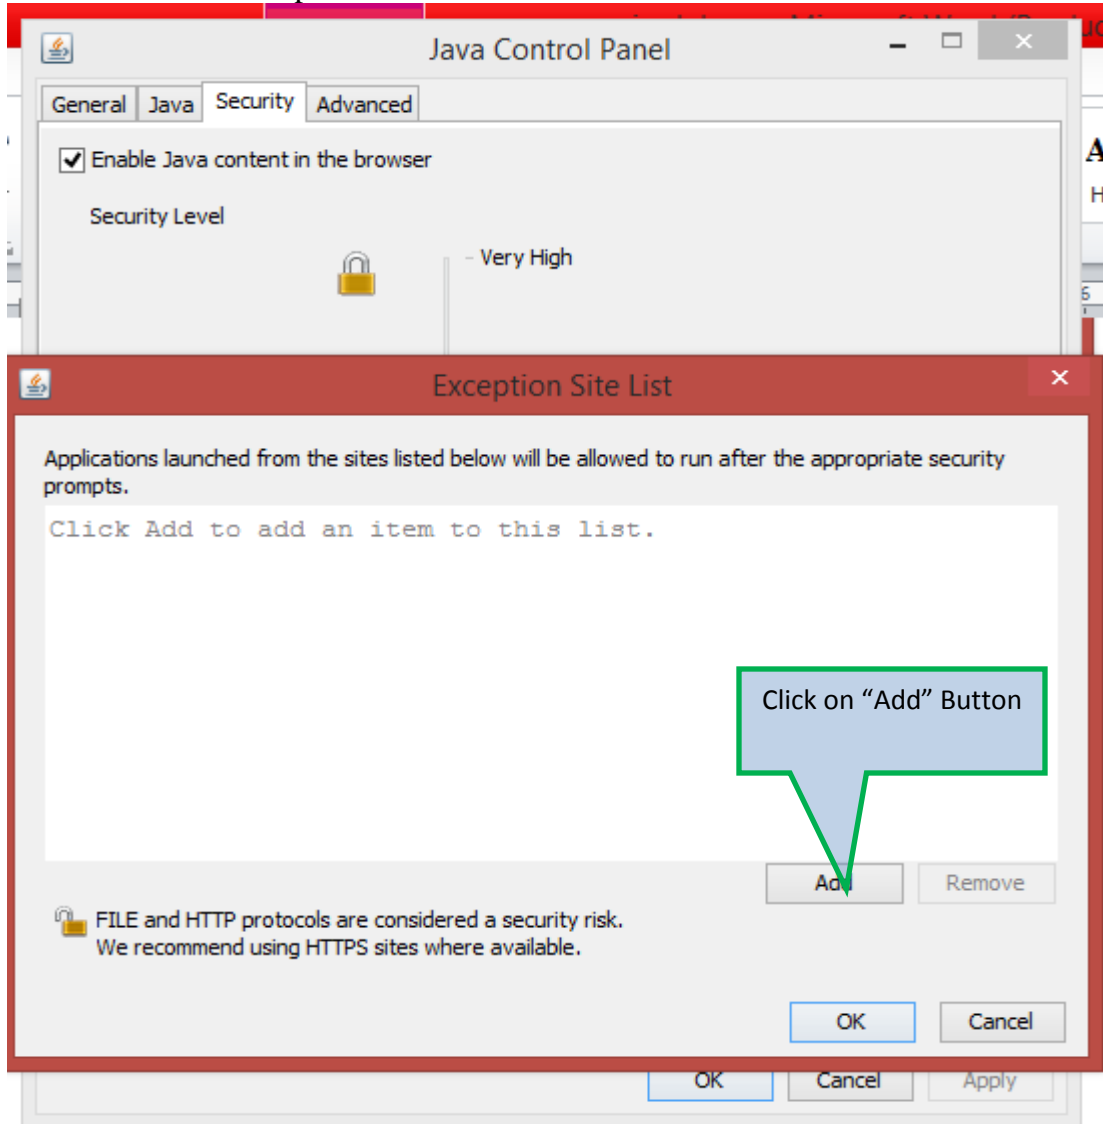 Java Control Panel
General Java Security Advanced
Enable Java content in the browser
Security Level
- Very High
A
H
6
Exception Site List
Applications launched from the sites listed below will be allowed to run after the appropriate security
prompts.
Click Add to add an item to this list.
Click on “Add” Button
Add Remove
FILE and HTTP protocols are considered a security risk.
We recommend using HTTPS sites where available.
OK Cancel
OK Cancel Apply